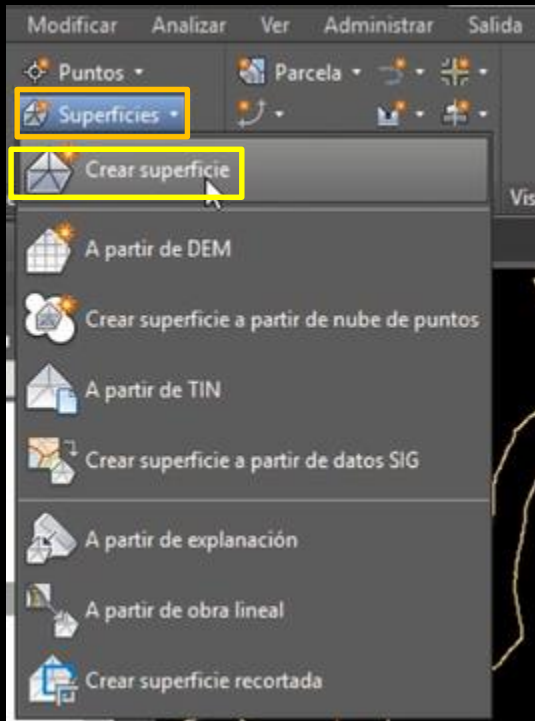 Modificar Analizar Ver Administrar Salida
Puntos Parcela
Superficies
Crear superficie
Vis
A partir de DEM
Crear superficie a partir de nube de puntos
A partir de TIN
Crear superficie a partir de datos SIG
A partir de explanación
A partir de obra lineal
Crear superficie recortada